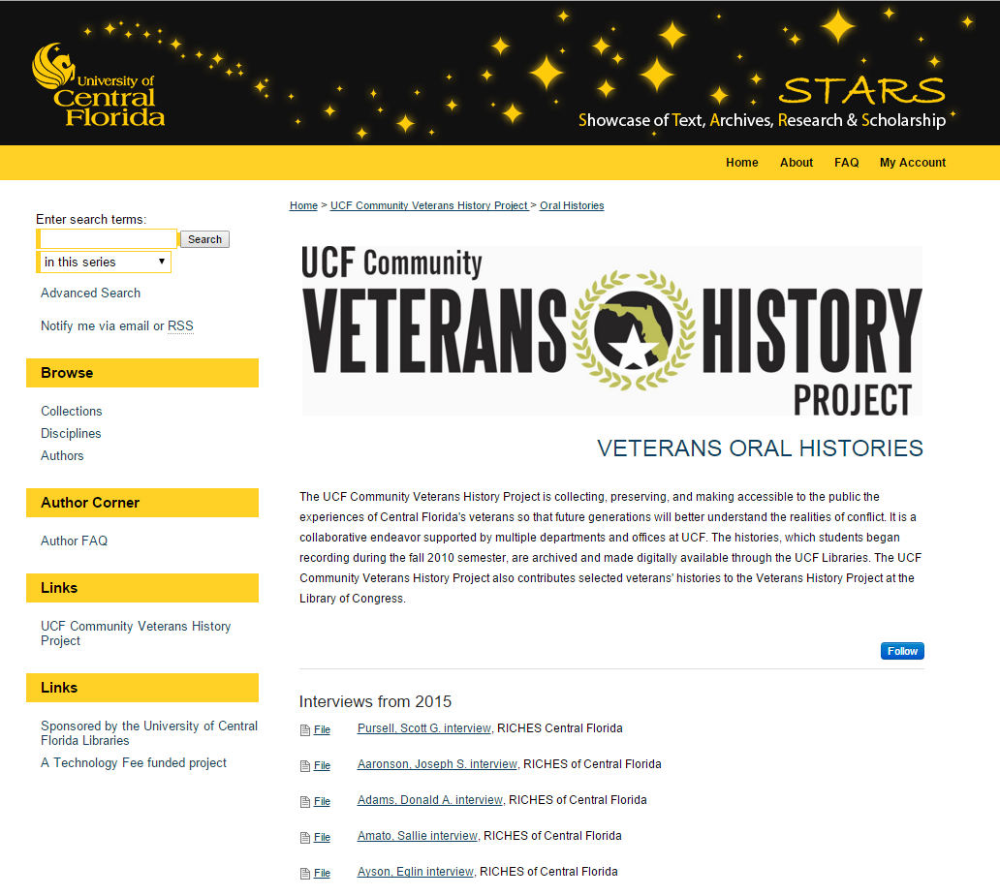 University of
Central
Florida
STARS
Showcase of Text, Archives, Research & Scholarship
Home About FAQ My Account
Enter search terms:
Search
in this series
Advanced Search
Notify me via email or RSS
Browse
Collections
Disciplines
Authors
Author Corner
Author FAQ
Links
UCF Community Veterans History
Project
Links
Sponsored by the University of Central
Florida Libraries
A Technology Fee funded project
Home > UCF Community Veterans History Project > Oral Histories
UCF Community
VETERANS HISTORY
PROJECT
VETERANS ORAL HISTORIES
The UCF Community Veterans History Project is collecting, preserving, and making accessible to the public the
experiences of Central Florida's veterans so that future generations will better understand the realities of conflict. It is a
collaborative endeavor supported by multiple departments and offices at UCF. The histories, which students began
recording during the fall 2010 semester, are archived and made digitally available through the UCF Libraries. The UCF
Community Veterans History Project also contributes selected veterans' histories to the Veterans History Project at the
Library of Congress.
Follow
Interviews from 2015
File Pursell, Scott G. interview, RICHES Central Florida
File Aaronson, Joseph S. interview, RICHES of Central Florida
File Adams, Donald A. interview, RICHES of Central Florida
File Amato, Sallie interview, RICHES of Central Florida
File Ayson, Eglin interview, RICHES of Central Florida